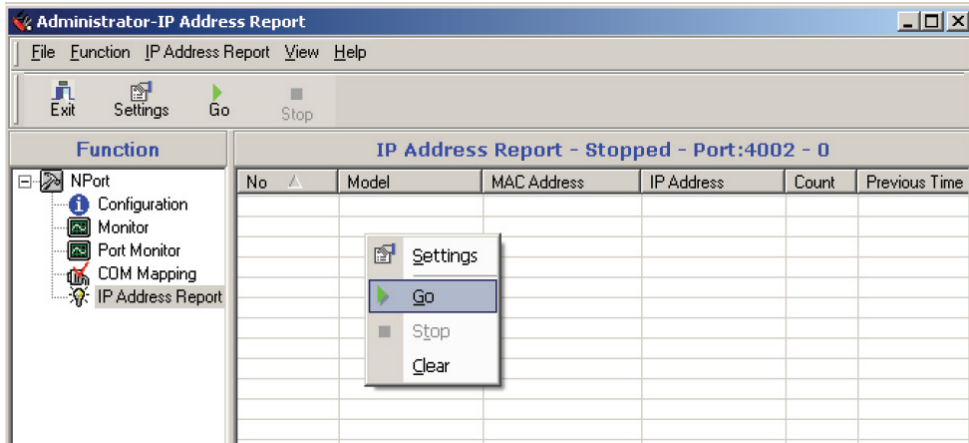 Administrator-IP Address Report
File Function IP Address Report View Help
Exit Settings Go Stop
Function
IP Address Report - Stopped - Port:4002 - 0
No Model MAC Address IP Address Count Previous Time
NPort
Configuration
Monitor
Port Monitor
COM Mapping
IP Address Report
Settings
Go
Stop
Clear